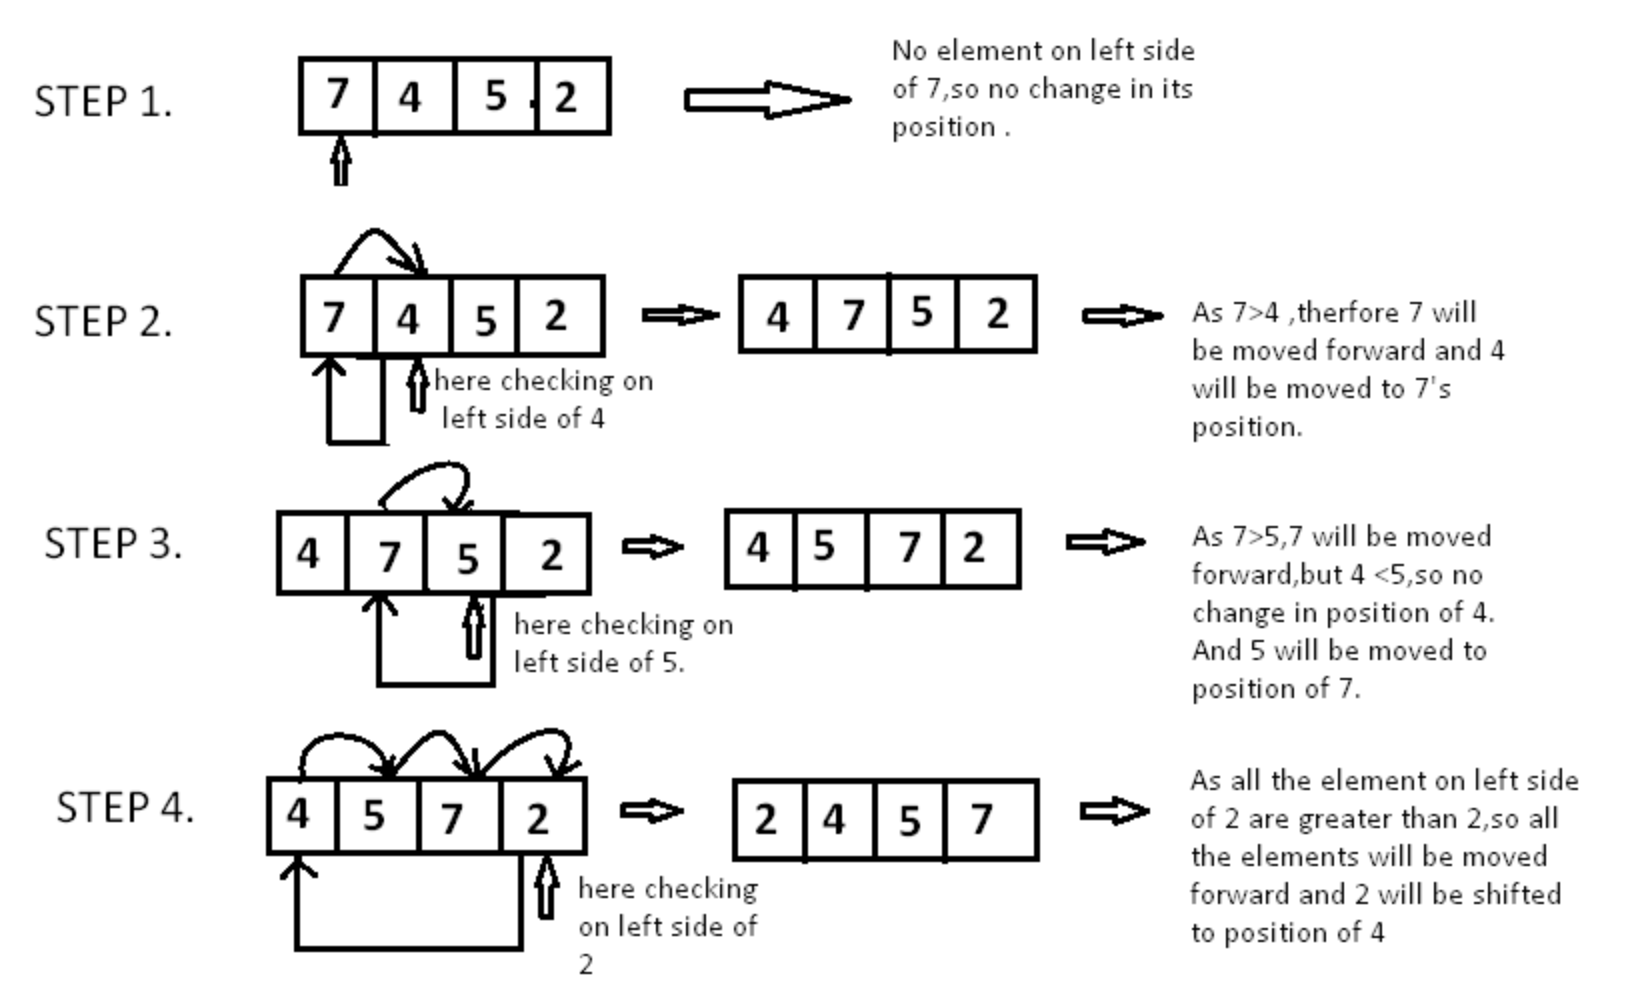 STEP 1.
7 4 5 2
No element on left side
of 7,so no change in its
position .
STEP 2.
7 4 5 2
4 7 5 2
here checking on
left side of 4
As 7>4 ,therfore 7 will
be moved forward and 4
will be moved to 7's
position.
STEP 3.
4 7 5 2
4 5 7 2
here checking on
left side of 5.
As 7>5,7 will be moved
forward,but 4 <5,so no
change in position of 4.
And 5 will be moved to
position of 7.
STEP 4.
4 5 7 2
2 4 5 7
here checking
on left side of
2
As all the element on left side
of 2 are greater than 2,so all
the elements will be moved
forward and 2 will be shifted
to position of 4